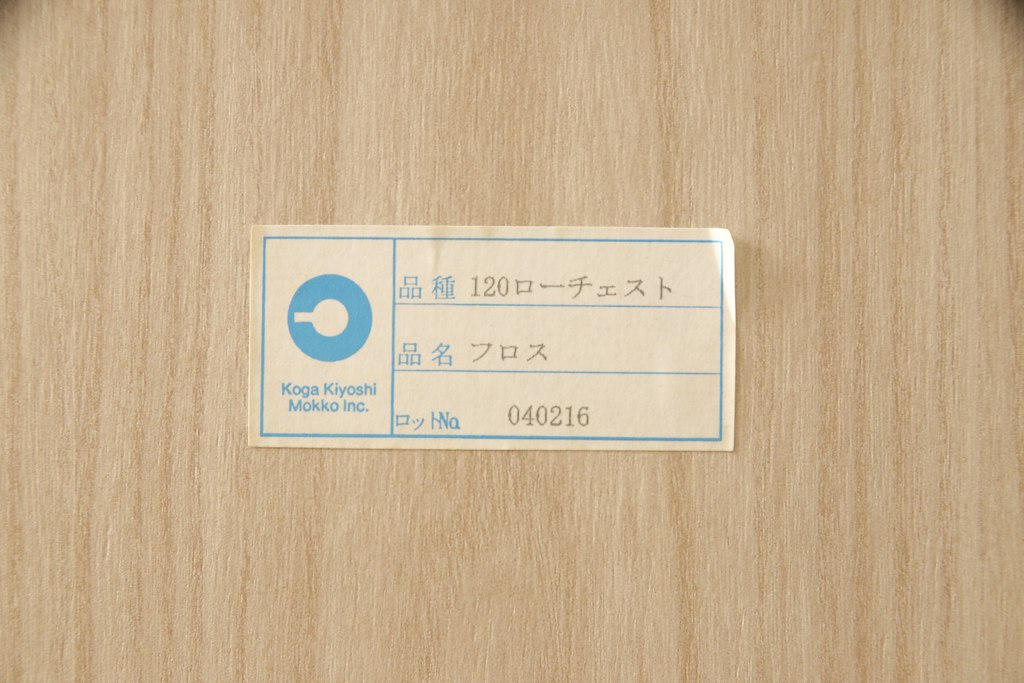 Koga Kiyoshi
Mokko Inc.
品種 120ローチェスト
品名 フロス
ロットNo. 040216